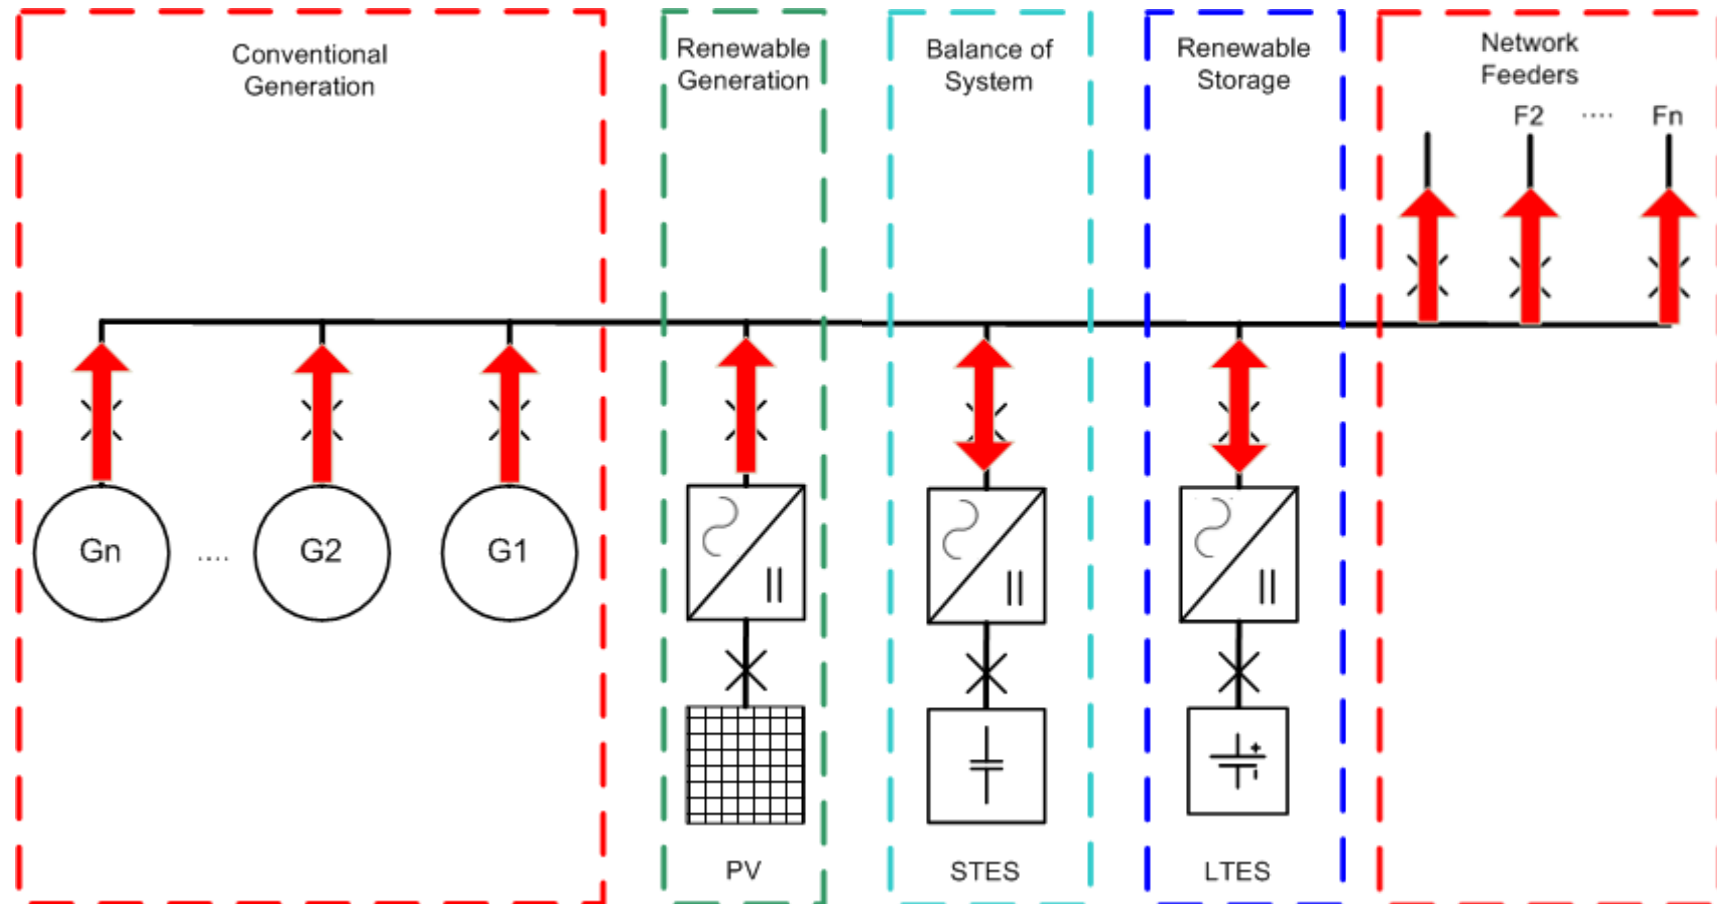 Conventional
Generation
Renewable
Generation
Balance of
System
Renewable
Storage
Network
Feeders
F2 .... Fn
Gn .... G2 G1
PV
STES
LTES